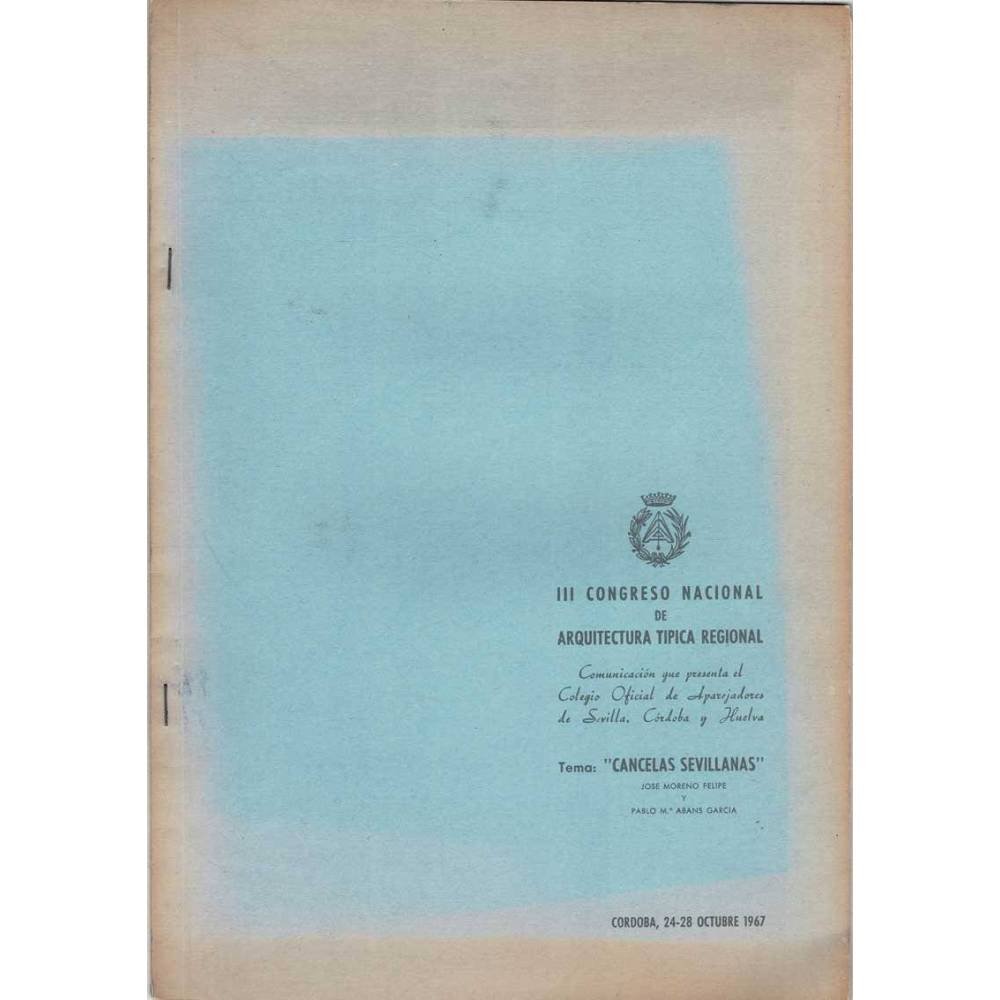 III CONGRESO NACIONAL
DE
ARQUITECTURA TIPICA REGIONAL
Comunicación que presenta el
Colegio Oficial de Aparejadores
de Sevilla, Córdoba y Huelva
Tema: "CANCELAS SEVILLANAS"
JOSE MORENO FELIPE
Y
PABLO M.ª ABANS GARCIA
CORDOBA, 24-28 OCTUBRE 1967